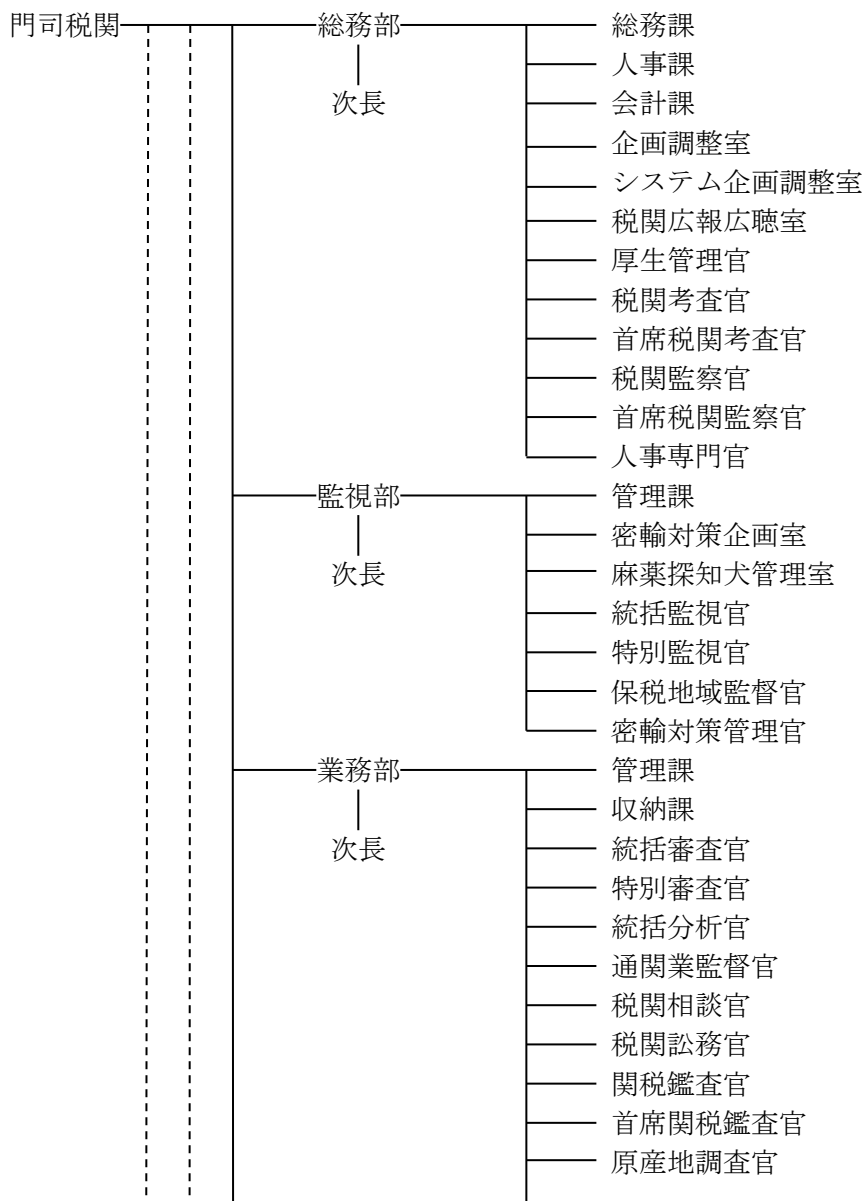 門司税関 総務部 総務課
人事課
次長 会計課
企画調整室
システム企画調整室
税関広報広聴室
厚生管理官
税関考査官
首席税関考査官
税関監察官
首席税関監察官
人事専門官
監視部 管理課
密輸対策企画室
次長 麻薬探知犬管理室
統括監視官
特別監視官
保税地域監督官
密輸対策管理官
業務部 管理課
収納課
次長 統括審査官
特別審査官
統括分析官
通関業監督官
税関相談官
税関訟務官
関税鑑査官
首席関税鑑査官
原産地調査官